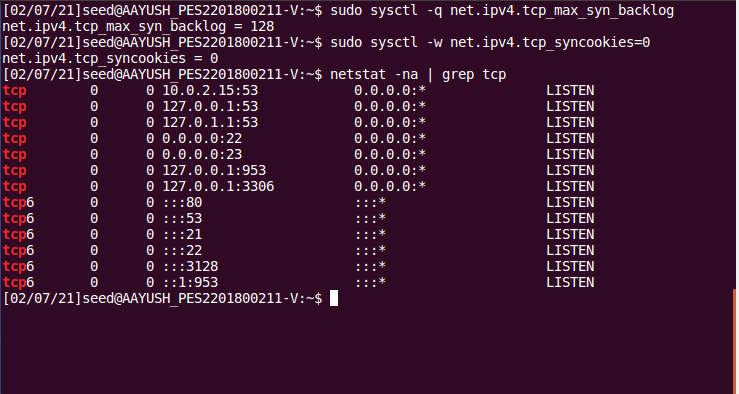 [02/07/21]seed@AAYUSH_PES2201800211-V:~$ sudo sysctl -q net.ipv4.tcp_max_syn_backlog
net.ipv4.tcp_max_syn_backlog = 128
[02/07/21]seed@AAYUSH_PES2201800211-V:~$ sudo sysctl -w net.ipv4.tcp_syncookies=0
net.ipv4.tcp_syncookies = 0
[02/07/21]seed@AAYUSH_PES2201800211-V:~$ netstat -na | grep tcp
tcp        0      0 10.0.2.15:53            0.0.0.0:*               LISTEN
tcp        0      0 127.0.0.1:53            0.0.0.0:*               LISTEN
tcp        0      0 127.0.1.1:53            0.0.0.0:*               LISTEN
tcp        0      0 0.0.0.0:22              0.0.0.0:*               LISTEN
tcp        0      0 0.0.0.0:23              0.0.0.0:*               LISTEN
tcp        0      0 127.0.0.1:953           0.0.0.0:*               LISTEN
tcp        0      0 127.0.0.1:3306          0.0.0.0:*               LISTEN
tcp6       0      0 :::80                   :::*                    LISTEN
tcp6       0      0 :::53                   :::*                    LISTEN
tcp6       0      0 :::21                   :::*                    LISTEN
tcp6       0      0 :::22                   :::*                    LISTEN
tcp6       0      0 :::3128                 :::*                    LISTEN
tcp6       0      0 ::1:953                 :::*                    LISTEN
[02/07/21]seed@AAYUSH_PES2201800211-V:~$